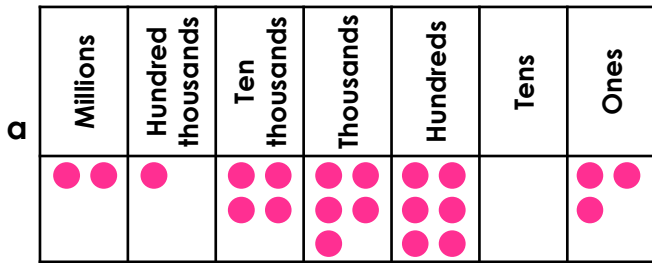 a
Millions
Hundred
thousands
Ten
thousands
Thousands
Hundreds
Tens
Ones